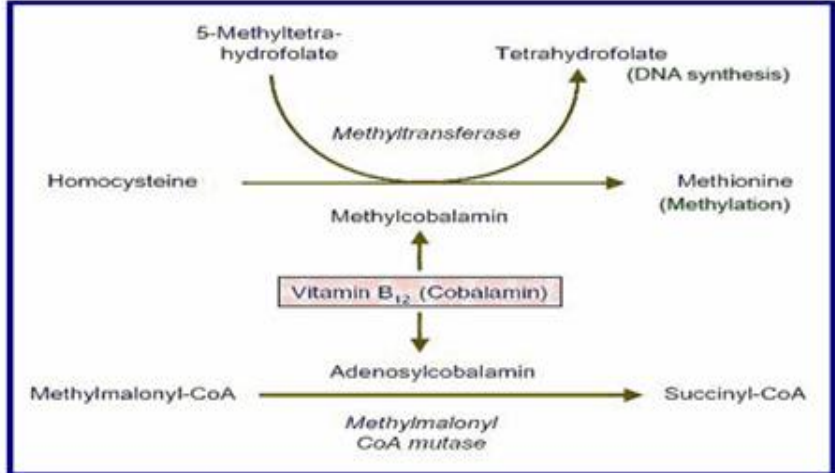 5-Methyltetra-
hydrofolate
Tetrahydrofolate
(DNA synthesis)
Methyltransferase
Homocysteine
Methionine
(Methylation)
Methylcobalamin
Vitamin B₁₂ (Cobalamin)
Adenosylcobalamin
Methylmalonyl-CoA
Succinyl-CoA
Methylmalonyl
CoA mutase